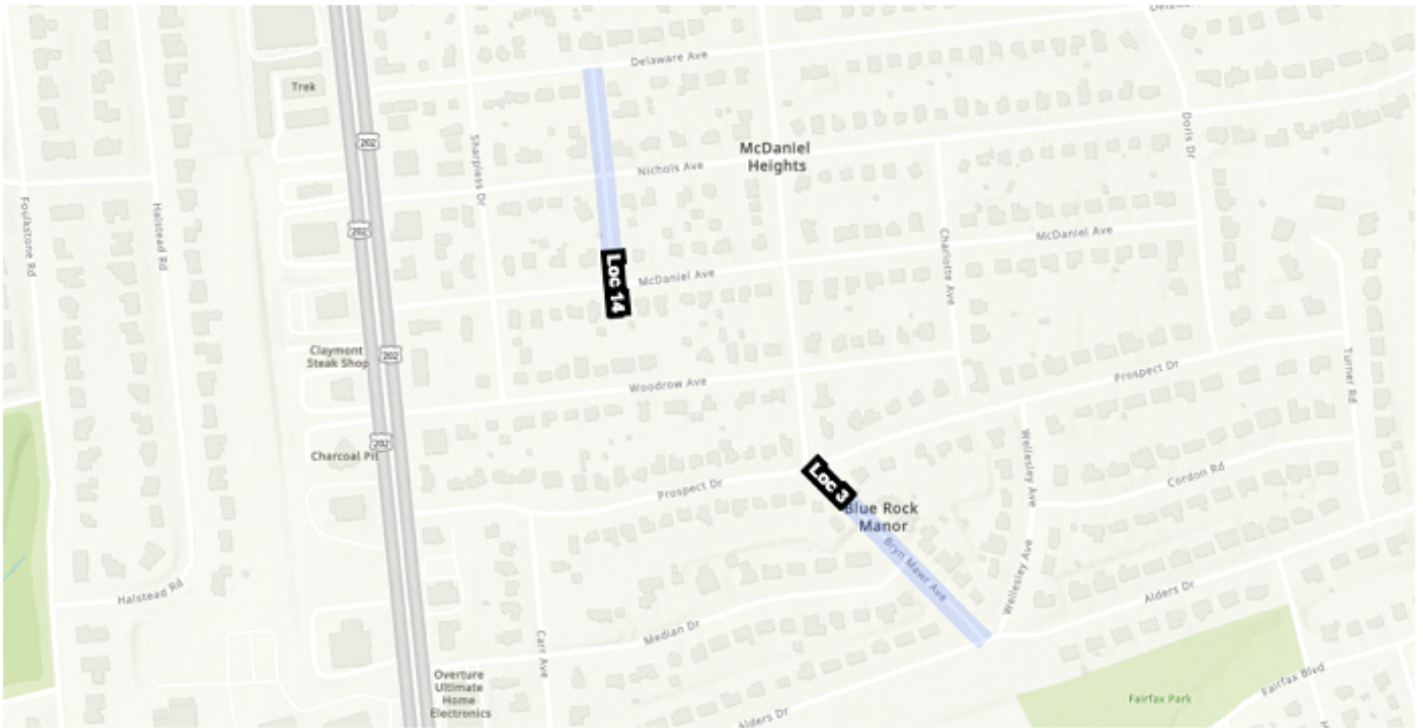 Delaware Ave
Trek
202
Sharpless Dr
McDaniel
Heights
Doris Dr
Nichols Ave
Foulkstone Rd
Halstead Rd
202
McDaniel Ave
Charlotte Ave
Loc 14
McDaniel Ave
Claymont
Steak Shop
202
Turner Rd
Woodrow Ave
Prospect Dr
202
Charcoal Pit
Wellesley Ave
Loc 3
Cordon Rd
Prospect Dr
Blue Rock
Manor
Bryn Mawr Ave
Wellesley Ave
Halstead Rd
Alders Dr
Median Dr
Carr Ave
Overture
Ultimate
Home
Electronics
Fairfax Park
Fairfax Blvd
Alders Dr